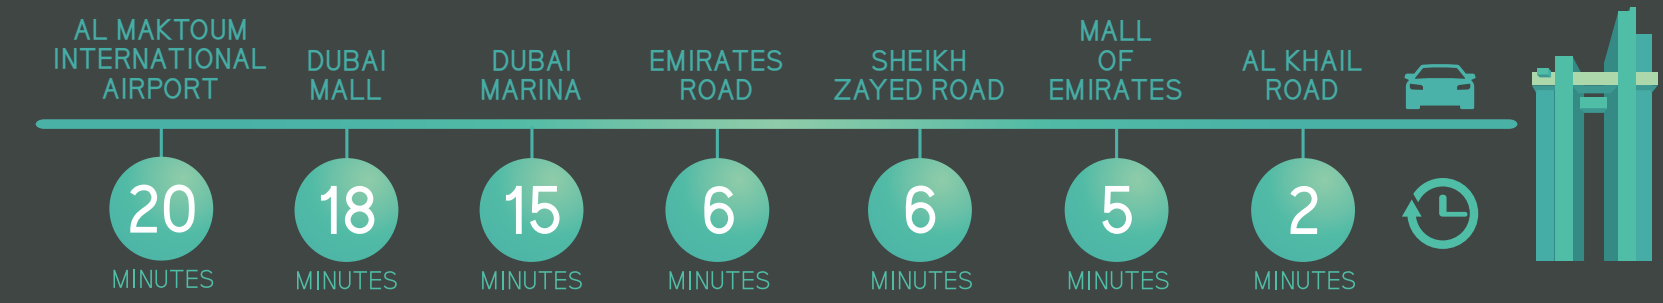 AL MAKTOUM
INTERNATIONAL
AIRPORT
20
MINUTES
DUBAI
MALL
18
MINUTES
DUBAI
MARINA
15
MINUTES
EMIRATES
ROAD
6
MINUTES
SHEIKH
ZAYED ROAD
6
MINUTES
MALL
OF
EMIRATES
5
MINUTES
AL KHAIL
ROAD
2
MINUTES